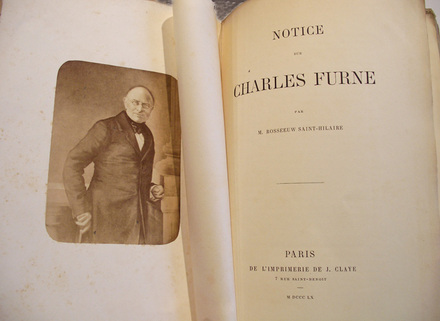 NOTICE
SUR
CHARLES FURNE
PAR
M. ROSSEEUW SAINT-HILAIRE
PARIS
DE L'IMPRIMERIE DE J. CLAYE
7 RUE SAINT-BENOIT
M DCCC LX